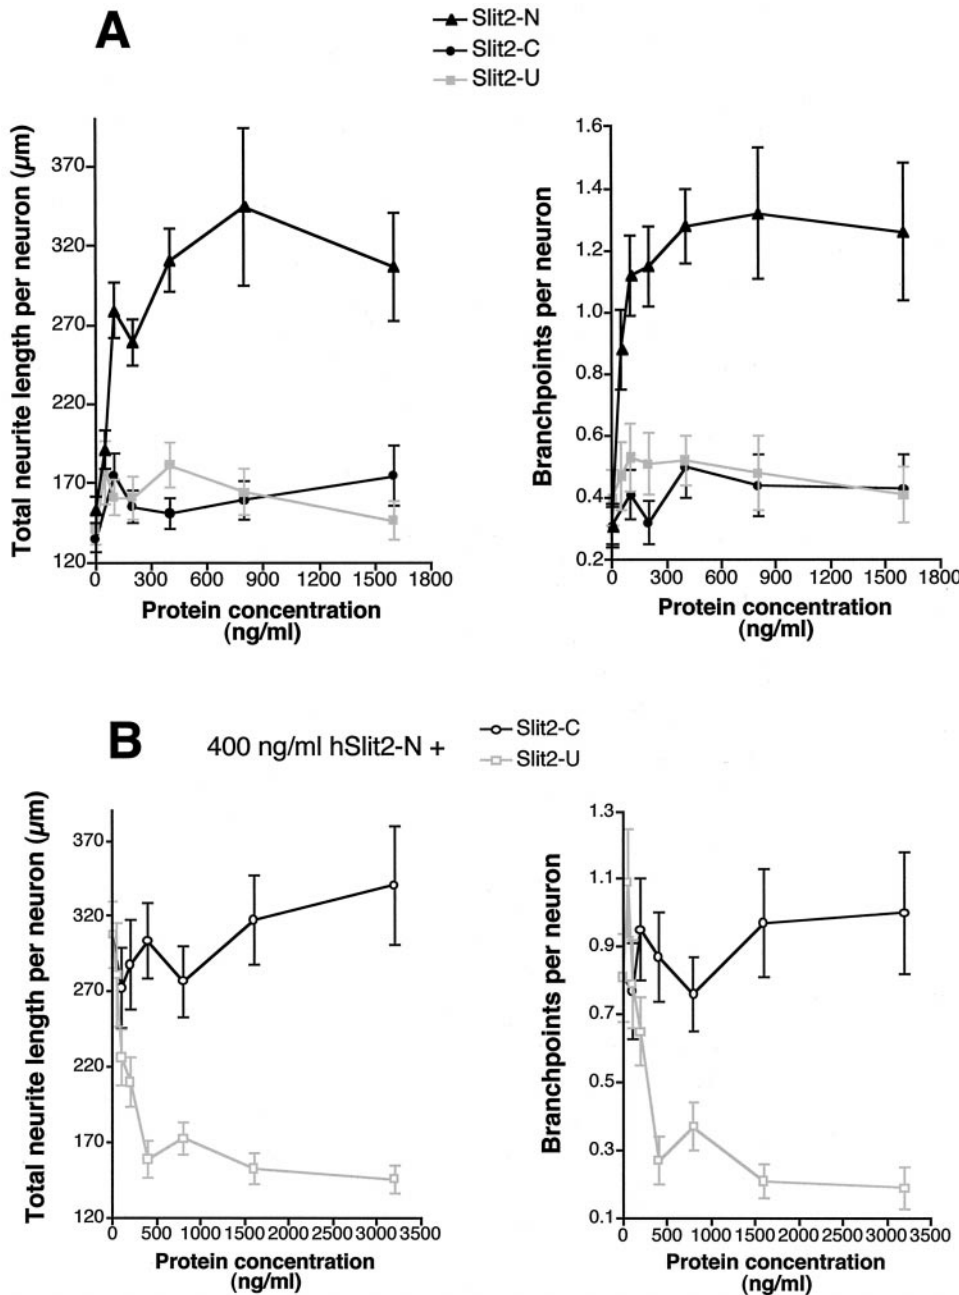 A
Slit2-N
Slit2-C
Slit2-U
Total neurite length per neuron (µm)
370
320
270
220
170
120
0 300 600 900 1200 1500 1800
Protein concentration
(ng/ml)
Branchpoints per neuron
1.6
1.4
1.2
1.0
0.8
0.6
0.4
0.2
0 300 600 900 1200 1500 1800
Protein concentration
(ng/ml)
B
400 ng/ml hSlit2-N +
Slit2-C
Slit2-U
Total neurite length per neuron (µm)
370
320
270
220
170
120
0 500 1000 1500 2000 2500 3000 3500
Protein concentration
(ng/ml)
Branchpoints per neuron
1.3
1.1
0.9
0.7
0.5
0.3
0.1
0 500 1000 1500 2000 2500 3000 3500
Protein concentration
(ng/ml)